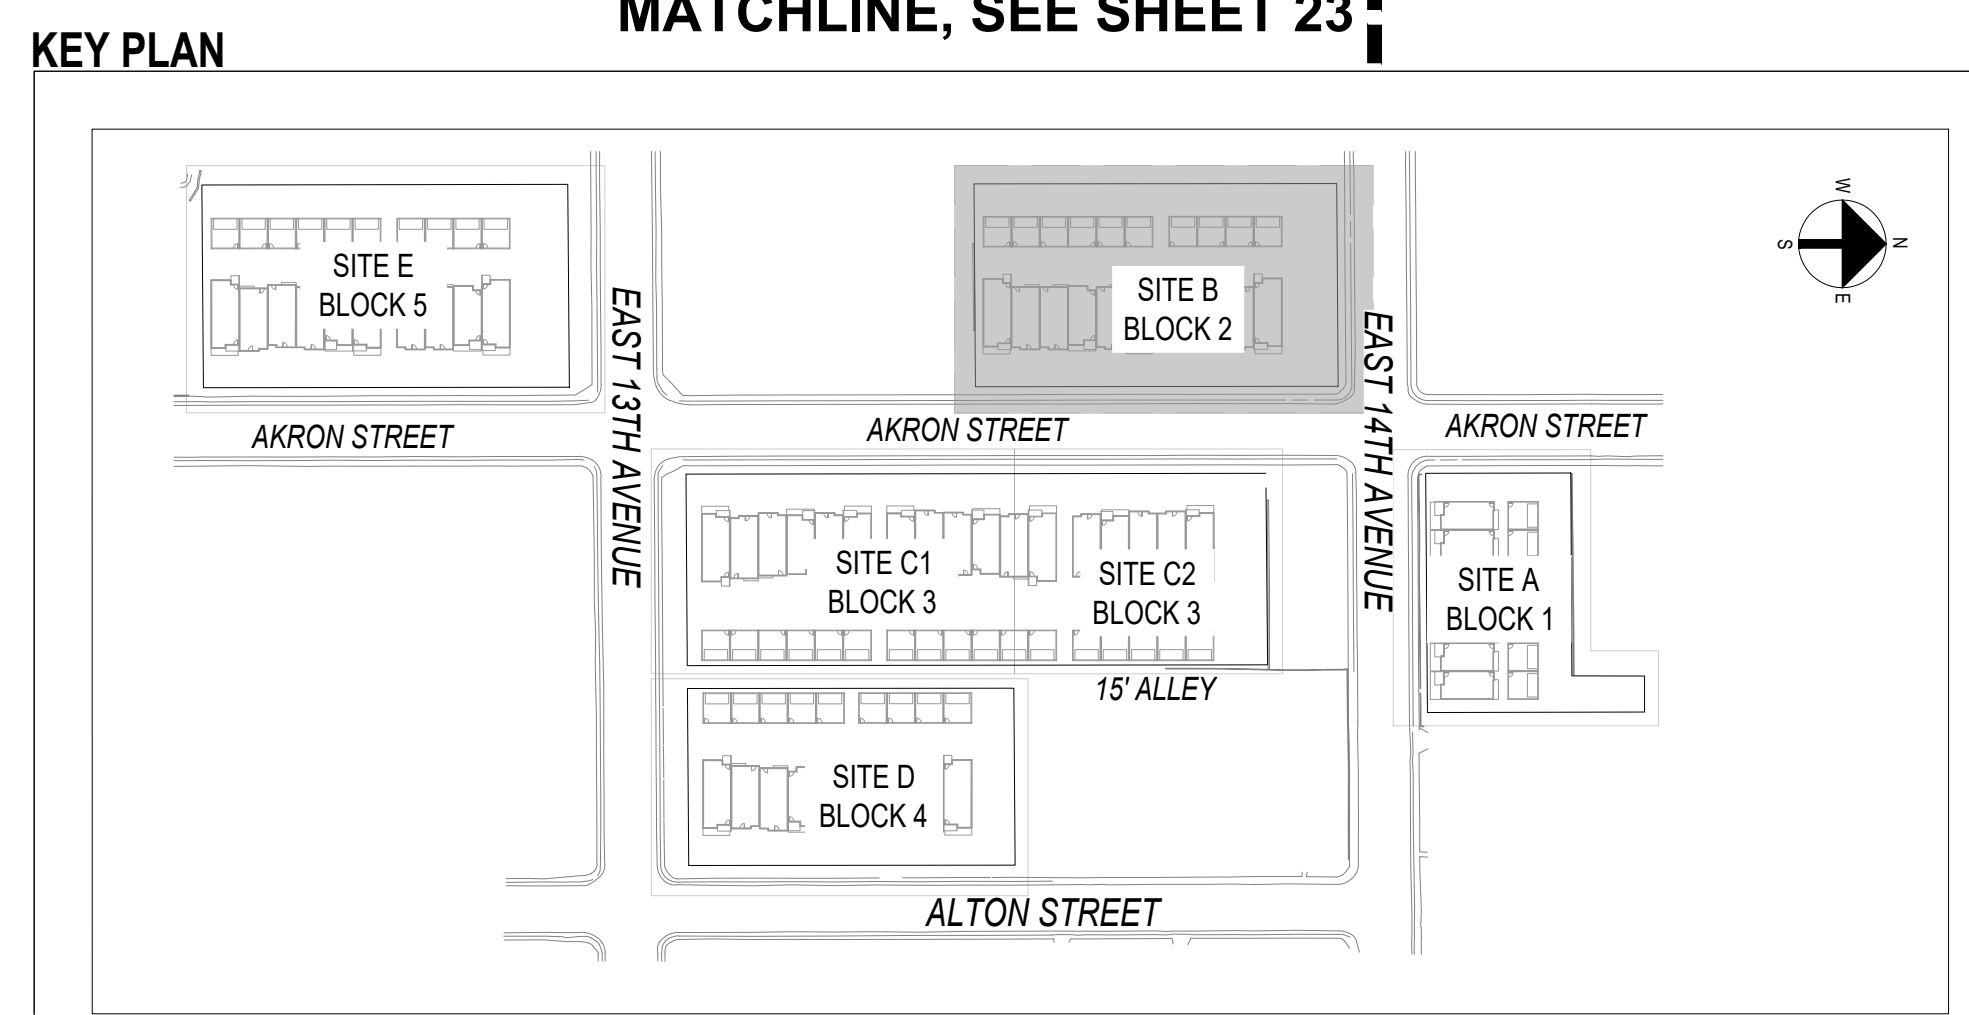 MATCHLINE, SEE SHEET 23
KEY PLAN
W
N
S
E
SITE E
BLOCK 5
SITE B
BLOCK 2
EAST 13TH AVENUE
EAST 14TH AVENUE
AKRON STREET
AKRON STREET
AKRON STREET
SITE C1
BLOCK 3
SITE C2
BLOCK 3
SITE A
BLOCK 1
15' ALLEY
SITE D
BLOCK 4
ALTON STREET